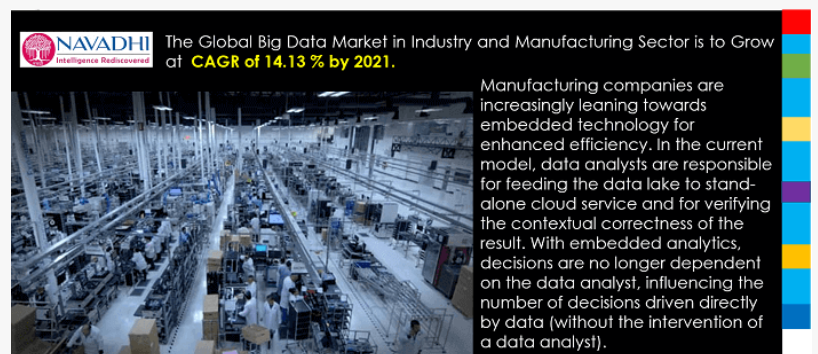 NAVADHI
Intelligence Rediscovered
The Global Big Data Market in Industry and Manufacturing Sector is to Grow
at CAGR of 14.13 % by 2021.
Manufacturing companies are
increasingly leaning towards
embedded technology for
enhanced efficiency. In the current
model, data analysts are responsible
for feeding the data lake to stand-
alone cloud service and for verifying
the contextual correctness of the
result. With embedded analytics,
decisions are no longer dependent
on the data analyst, influencing the
number of decisions driven directly
by data (without the intervention of
a data analyst).